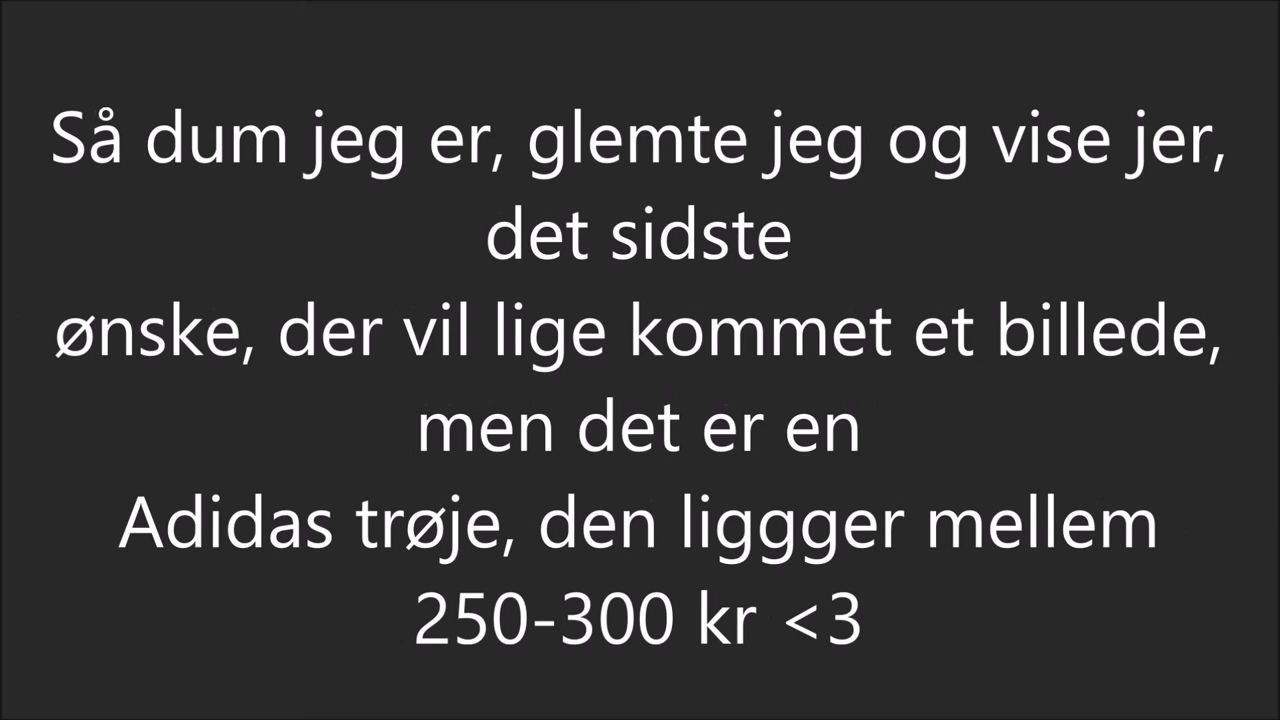 Så dum jeg er, glemte jeg og vise jer,
det sidste
ønske, der vil lige kommet et billede,
men det er en
Adidas trøje, den liggger mellem
250-300 kr <3